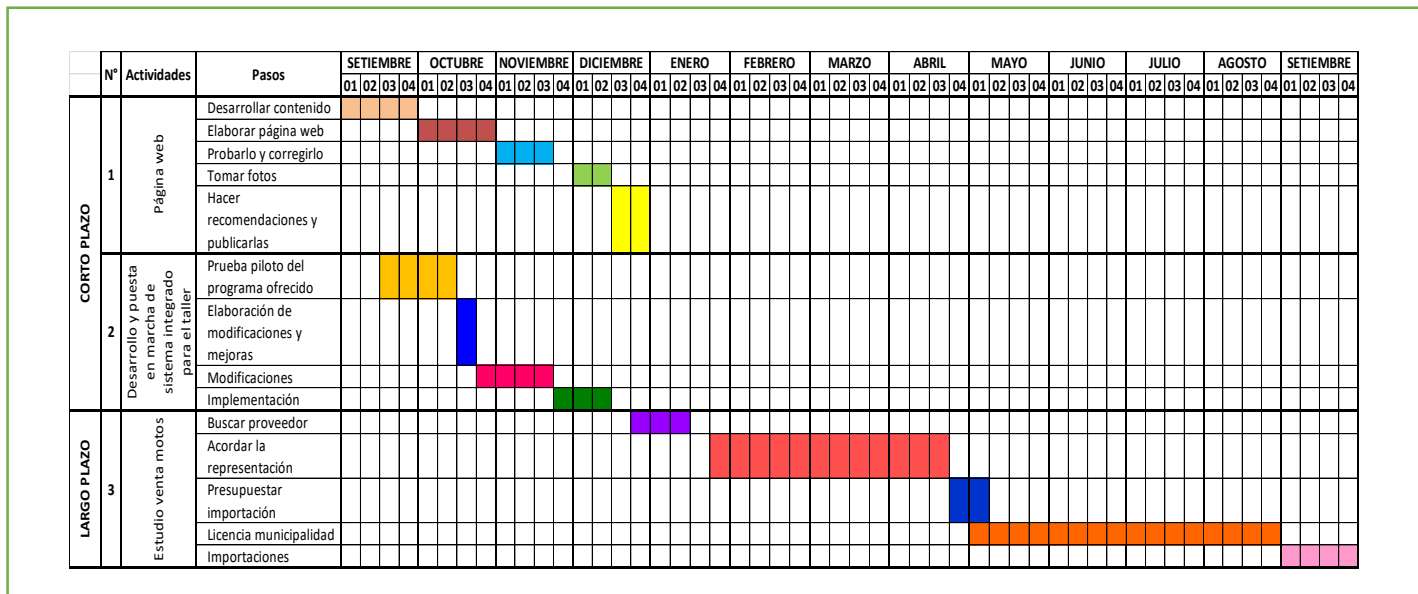 N° Actividades Pasos SETIEMBRE OCTUBRE NOVIEMBRE DICIEMBRE ENERO FEBRERO MARZO ABRIL MAYO JUNIO JULIO AGOSTO SETIEMBRE
01 02 03 04 01 02 03 04 01 02 03 04 01 02 03 04 01 02 03 04 01 02 03 04 01 02 03 04 01 02 03 04 01 02 03 04 01 02 03 04 01 02 03 04 01 02 03 04 01 02 03 04
CORTO PLAZO
1
Página web
Desarrollar contenido
Elaborar página web
Probarlo y corregirlo
Tomar fotos
Hacer
recomendaciones y
publicarlas
2
Desarrollo y puesta
en marcha de
sistema integrado
para el taller
Prueba piloto del
programa ofrecido
Elaboración de
modificaciones y
mejoras
Modificaciones
Implementación
LARGO PLAZO
3
Estudio venta motos
Buscar proveedor
Acordar la
representación
Presupuestar
importación
Licencia municipalidad
Importaciones